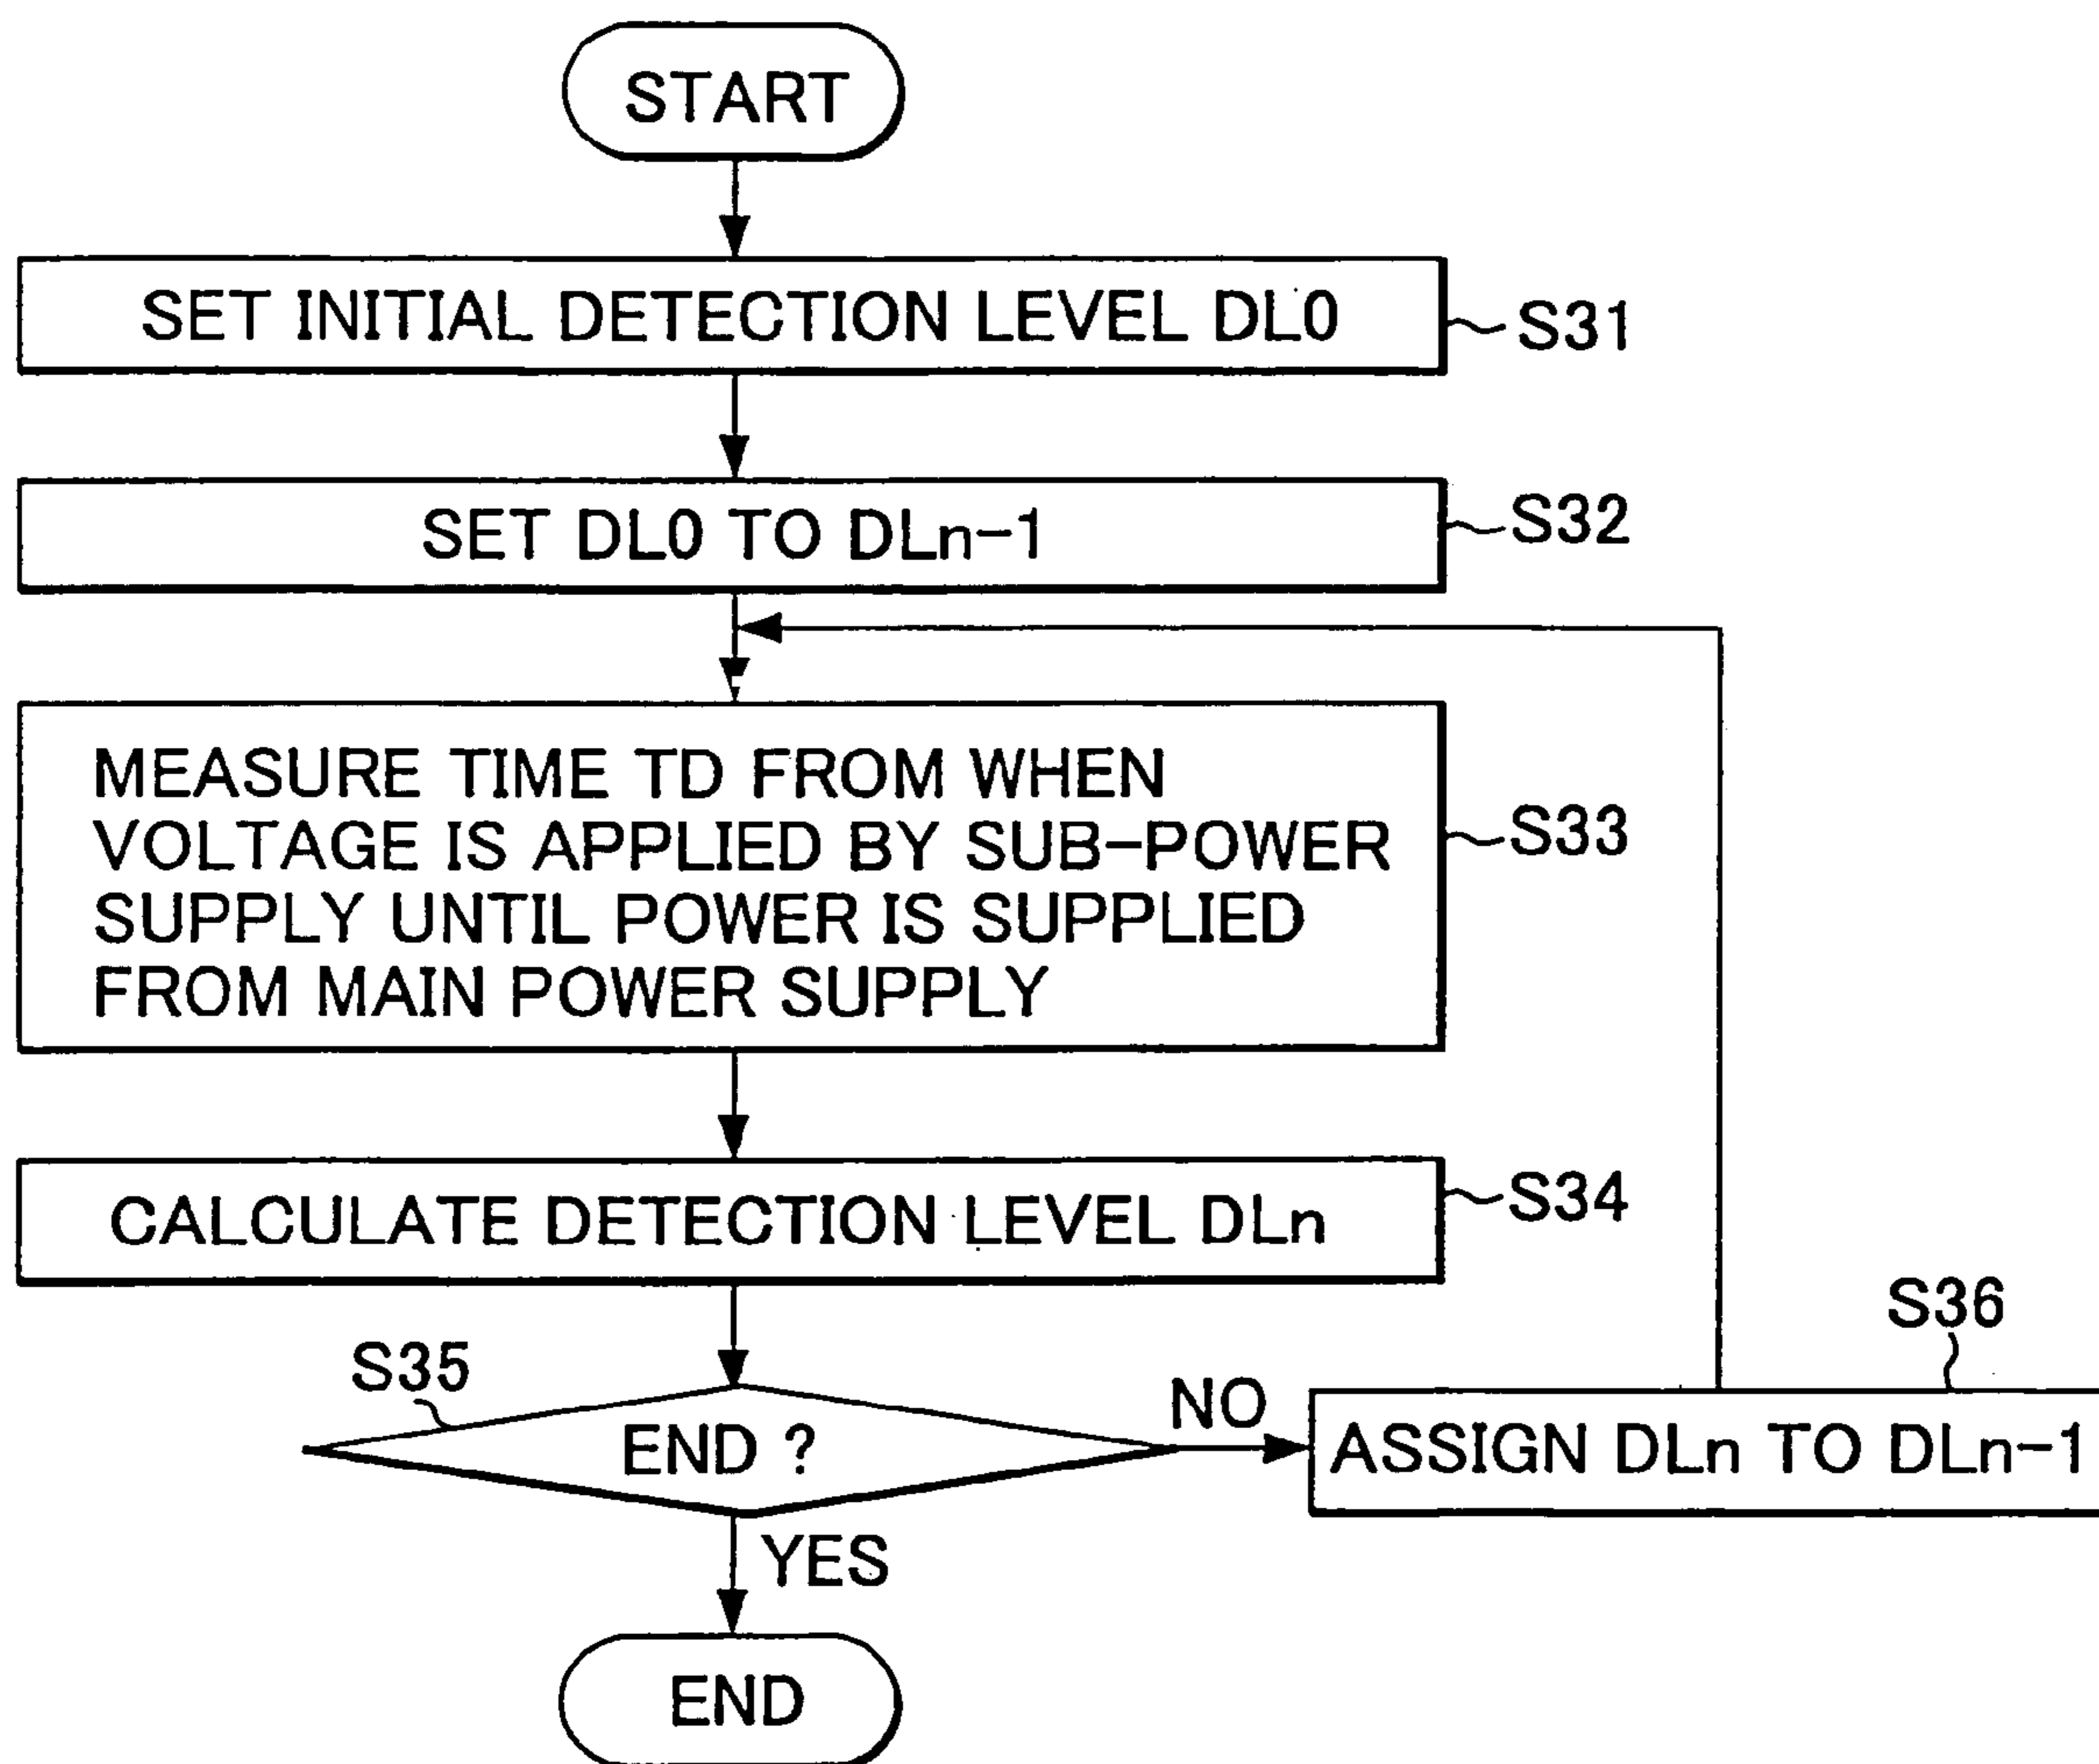 START
SET INITIAL DETECTION LEVEL DL0
S31
SET DL0 TO DLn-1
S32
MEASURE TIME TD FROM WHEN
VOLTAGE IS APPLIED BY SUB-POWER
SUPPLY UNTIL POWER IS SUPPLIED
FROM MAIN POWER SUPPLY
S33
CALCULATE DETECTION LEVEL DLn
S34
S35
END ?
NO
S36
ASSIGN DLn TO DLn-1
YES
END